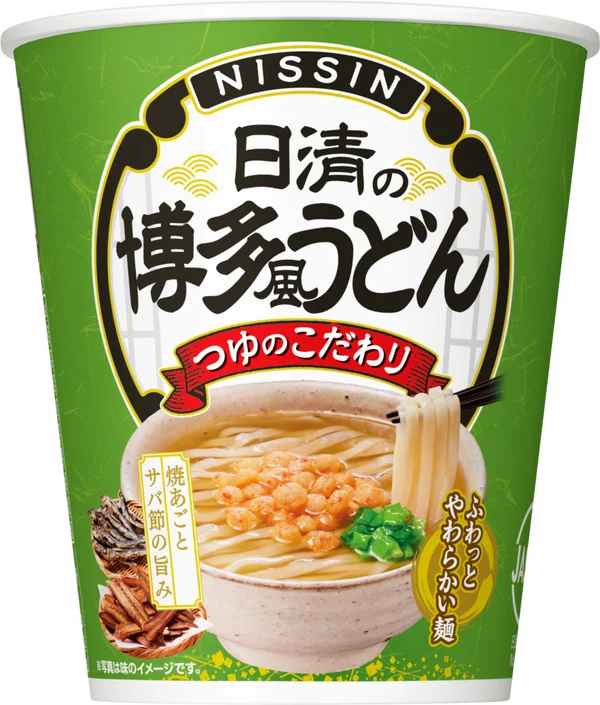 NISSIN
日清の
博多風うどん
つゆのこだわり
焼あごと
サバ節の旨み
ふわっと
やわらかい麺
※写真は味のイメージです。